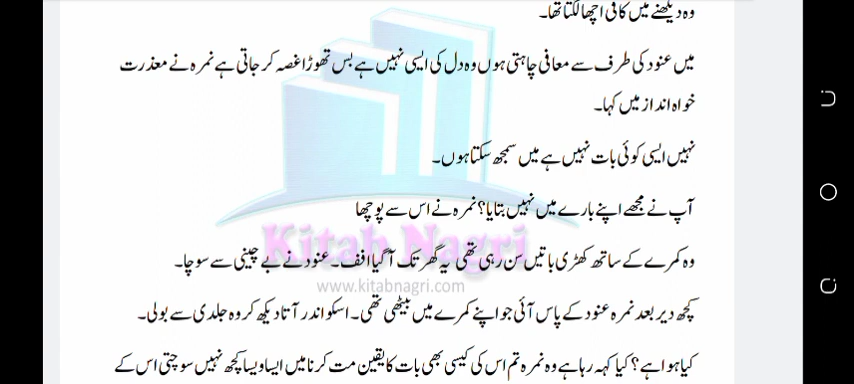 وہ دیکھنے میں کافی اچھا لگتا تھا۔
میں عنود کی طرف سے معافی چاہتی ہوں وہ دل کی ایسی نہیں ہے بس تھوڑا غصہ کر جاتی ہے نمرہ نے معذرت
خواہ انداز میں کہا۔
نہیں ایسی کوئی بات نہیں ہے میں سمجھ سکتا ہوں۔
آپ نے مجھے اپنے بارے میں نہیں بتایا؟ نمرہ نے اس سے پوچھا
وہ کمرے کے ساتھ کھڑی باتیں سن رہی تھی یہ گھر تک آگیا افف۔ عنود نے بے چینی سے سوچا۔
Kitab Nagri
www.kitabnagri.com
کچھ دیر بعد نمرہ عنود کے پاس آئی جو اپنے کمرے میں بیٹھی تھی۔ اسکو اندر آتا دیکھ کر وہ جلدی سے بولی۔
کیا ہوا ہے؟ کیا کہہ رہا ہے وہ نمرہ تم اس کی کیسی بھی بات کا یقین مت کرنا میں ایسا ویسا کچھ نہیں سوچتی اس کے